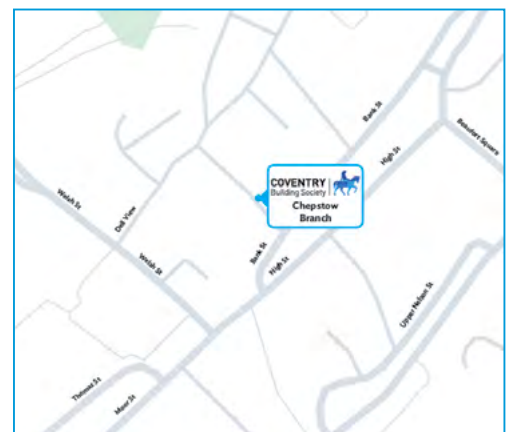 Bank St
High St
Beaufort Square
COVENTRY
Building Society
Chepstow
Branch
Welsh St
Dell View
Welsh St
Bank St
High St
Upper Nelson St
Thomas St
Moor St